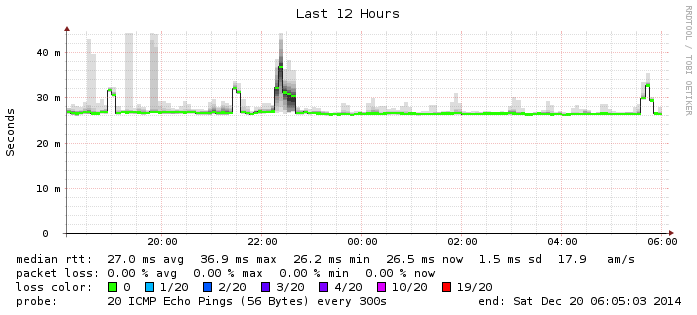 Last 12 Hours
RRDTOOL / TOBI OETIKER
Seconds
40 m
30 m
20 m
10 m
0
20:00 22:00 00:00 02:00 04:00 06:00
median rtt: 27.0 ms avg 36.9 ms max 26.2 ms min 26.5 ms now 1.5 ms sd 17.9 am/s
packet loss: 0.00 % avg 0.00 % max 0.00 % min 0.00 % now
loss color: 0 1/20 2/20 3/20 4/20 10/20 19/20
probe: 20 ICMP Echo Pings (56 Bytes) every 300s end: Sat Dec 20 06:05:03 2014